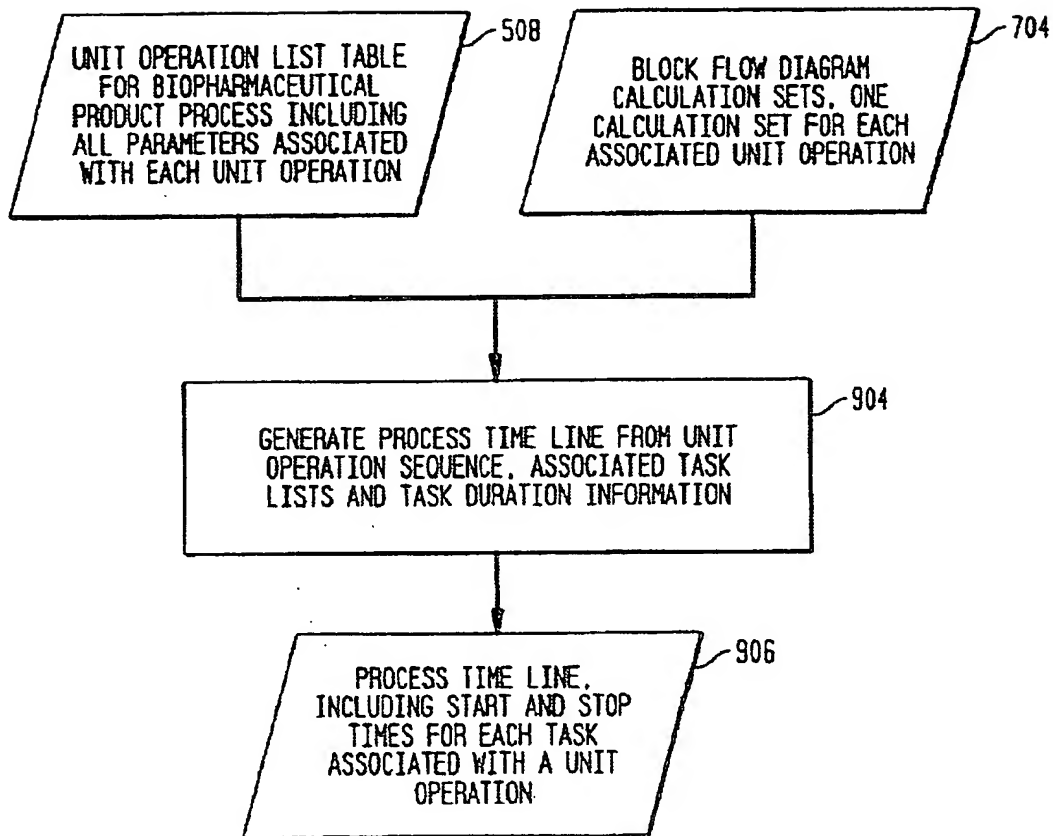 UNIT OPERATION LIST TABLE
FOR BIOPHARMACEUTICAL
PRODUCT PROCESS INCLUDING
ALL PARAMETERS ASSOCIATED
WITH EACH UNIT OPERATION
508
BLOCK FLOW DIAGRAM
CALCULATION SETS, ONE
CALCULATION SET FOR EACH
ASSOCIATED UNIT OPERATION
704
GENERATE PROCESS TIME LINE FROM UNIT
OPERATION SEQUENCE, ASSOCIATED TASK
LISTS AND TASK DURATION INFORMATION
904
PROCESS TIME LINE,
INCLUDING START AND STOP
TIMES FOR EACH TASK
ASSOCIATED WITH A UNIT
OPERATION
906